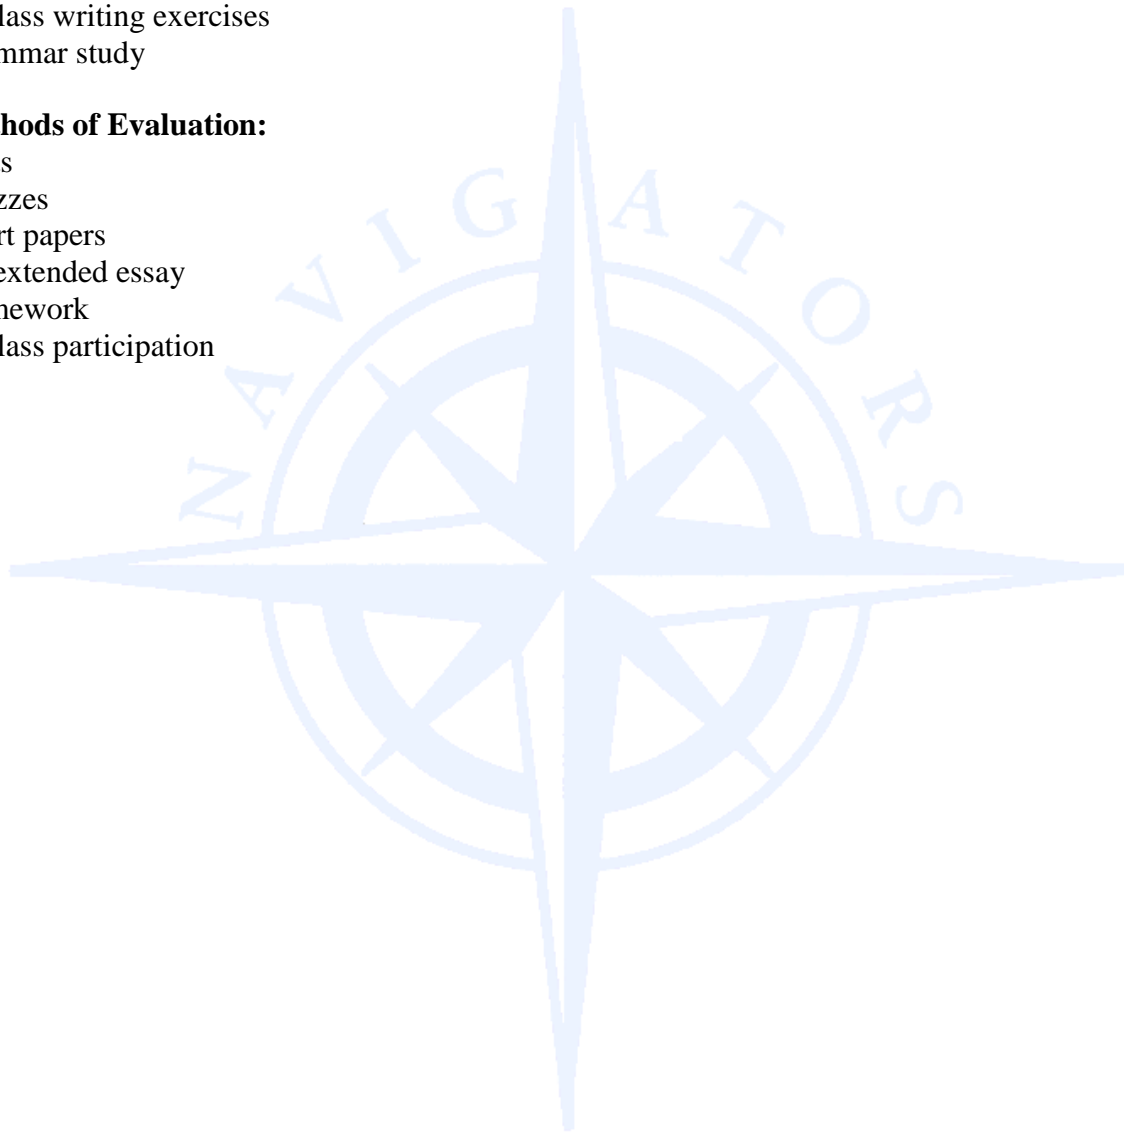 lass writing exercises
mmar study
hods of Evaluation:
s
zzes
rt papers
extended essay
nework
lass participation
NAVIGATORS